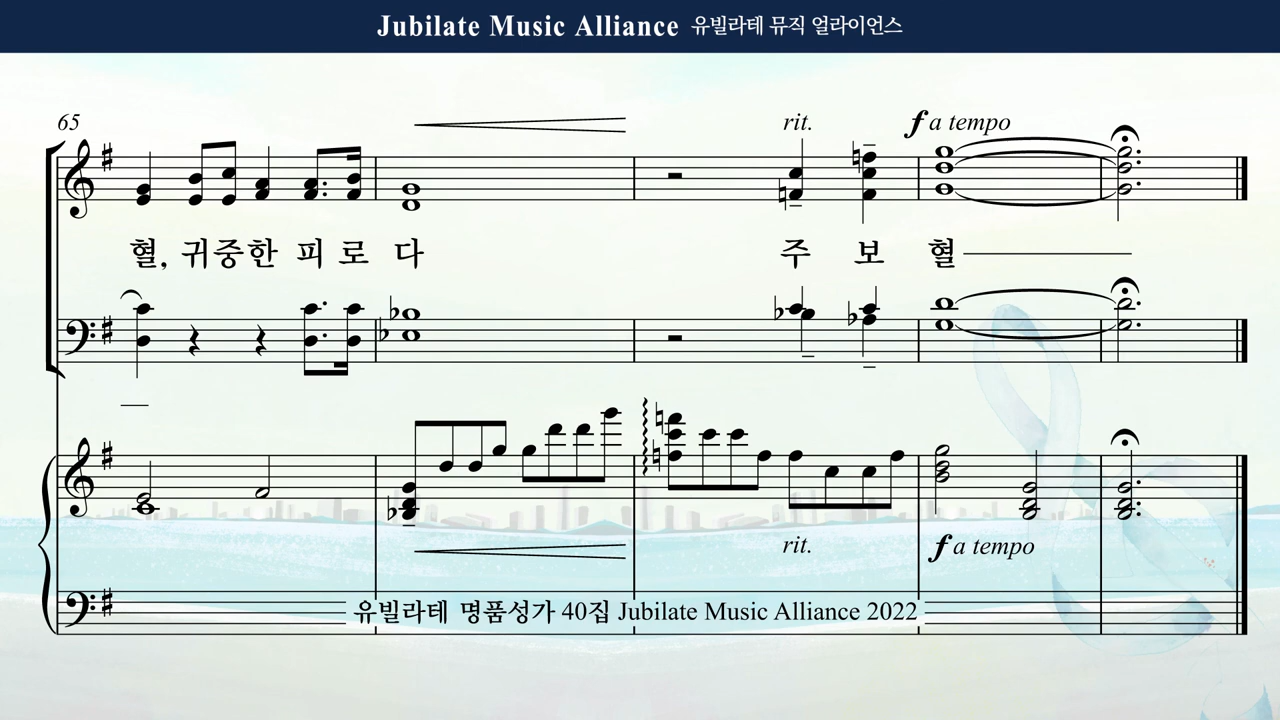 Jubilate Music Alliance 유빌라테 뮤직 얼라이언스
65
rit.
f a tempo
혈, 귀중한 피 로 다 주 보 혈
rit.
f a tempo
유빌라테 명품성가 40집 Jubilate Music Alliance 2022